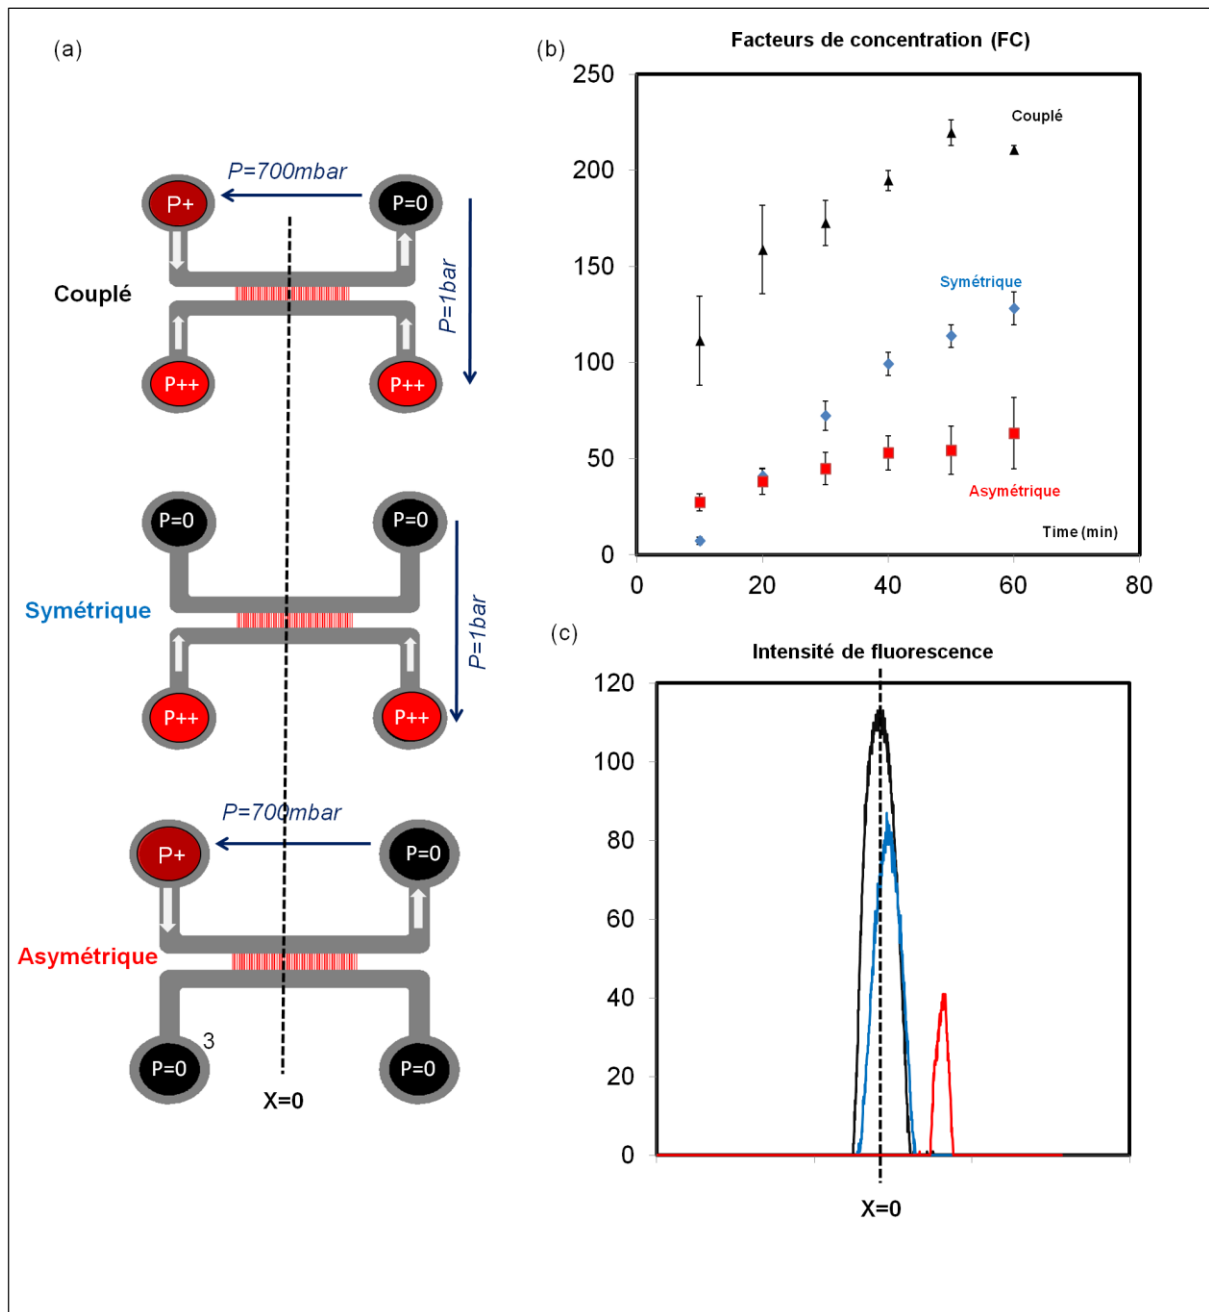 (a)
P=700mbar
P+
P=0
Couplé
P=1bar
P++
P++
P=0
P=0
Symétrique
P=1bar
P++
P++
P=700mbar
P+
P=0
Asymétrique
3
P=0
P=0
X=0
(b)
Facteurs de concentration (FC)
250
200
150
100
50
0
Couplé
Symétrique
Asymétrique
Time (min)
0 20 40 60 80
(c)
Intensité de fluorescence
120
100
80
60
40
20
0
X=0